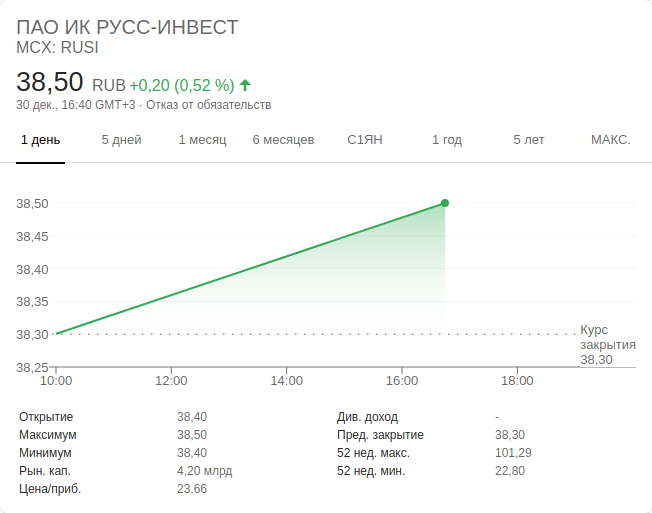 ПАО ИК РУСС-ИНВЕСТ
MCX: RUSI
38,50 RUB +0,20 (0,52 %)
30 дек., 16:40 GMT+3 · Отказ от обязательств
1 день 5 дней 1 месяц 6 месяцев С1ЯН 1 год 5 лет МАКС.
38,50
38,45
38,40
38,35
38,30
38,25
Курс
закрытия
38,30
10:00 12:00 14:00 16:00 18:00
Открытие 38,40 Див. доход -
Максимум 38,50 Пред. закрытие 38,30
Минимум 38,40 52 нед. макс. 101,29
Рын. кап. 4,20 млрд 52 нед. мин. 22,80
Цена/приб. 23,66